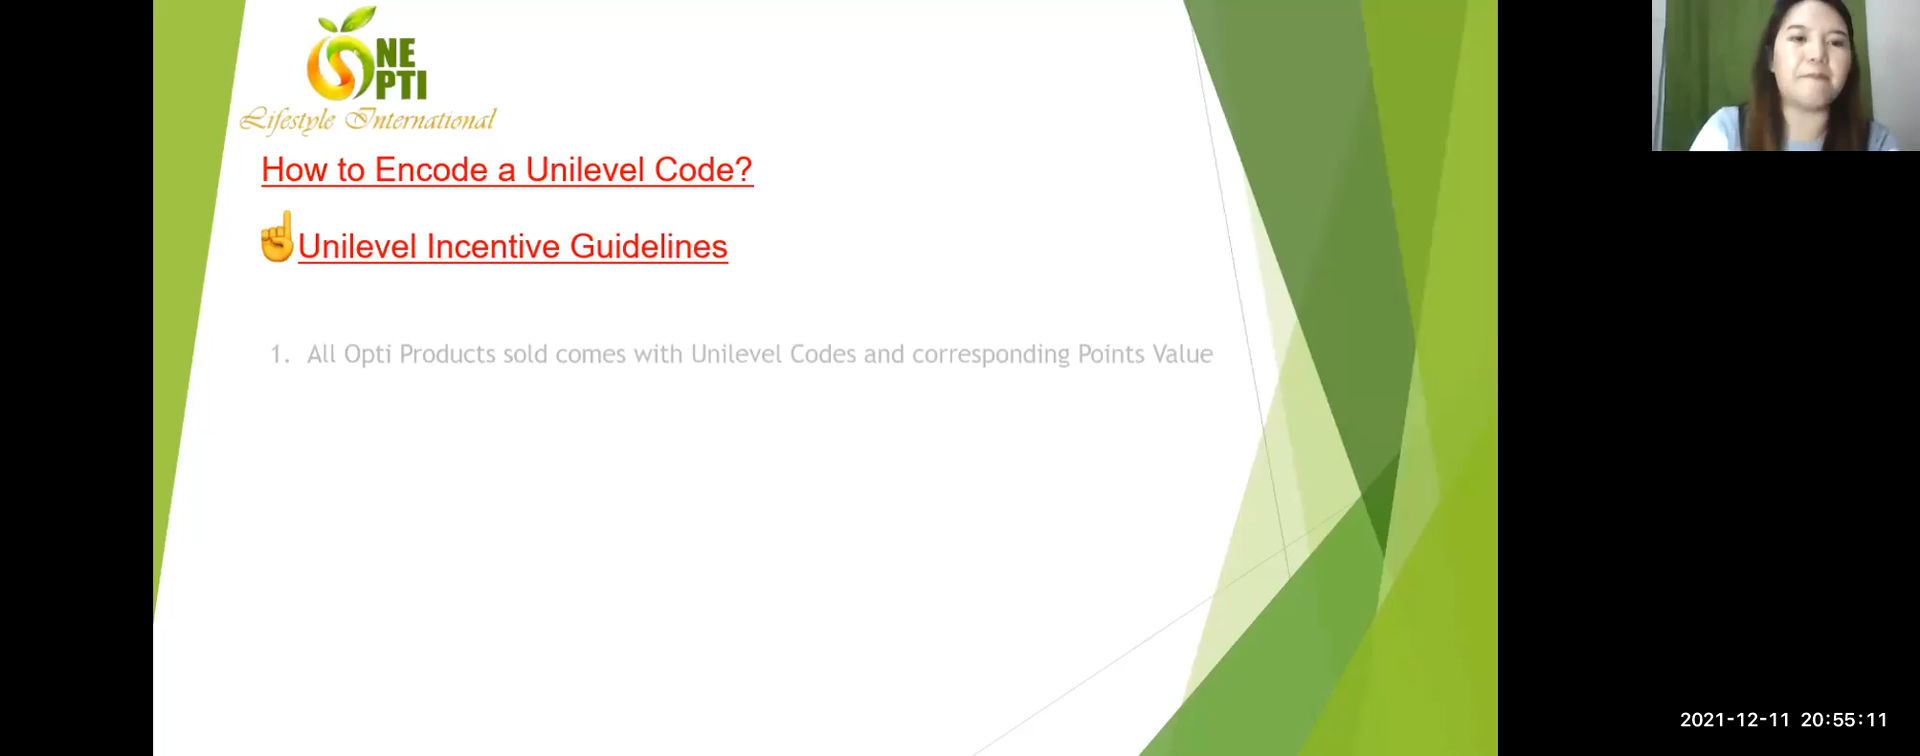 NE
PTI
Lifestyle International
How to Encode a Unilevel Code?
☝Unilevel Incentive Guidelines
1. All Opti Products sold comes with Unilevel Codes and corresponding Points Value
2021-12-11 20:55:11